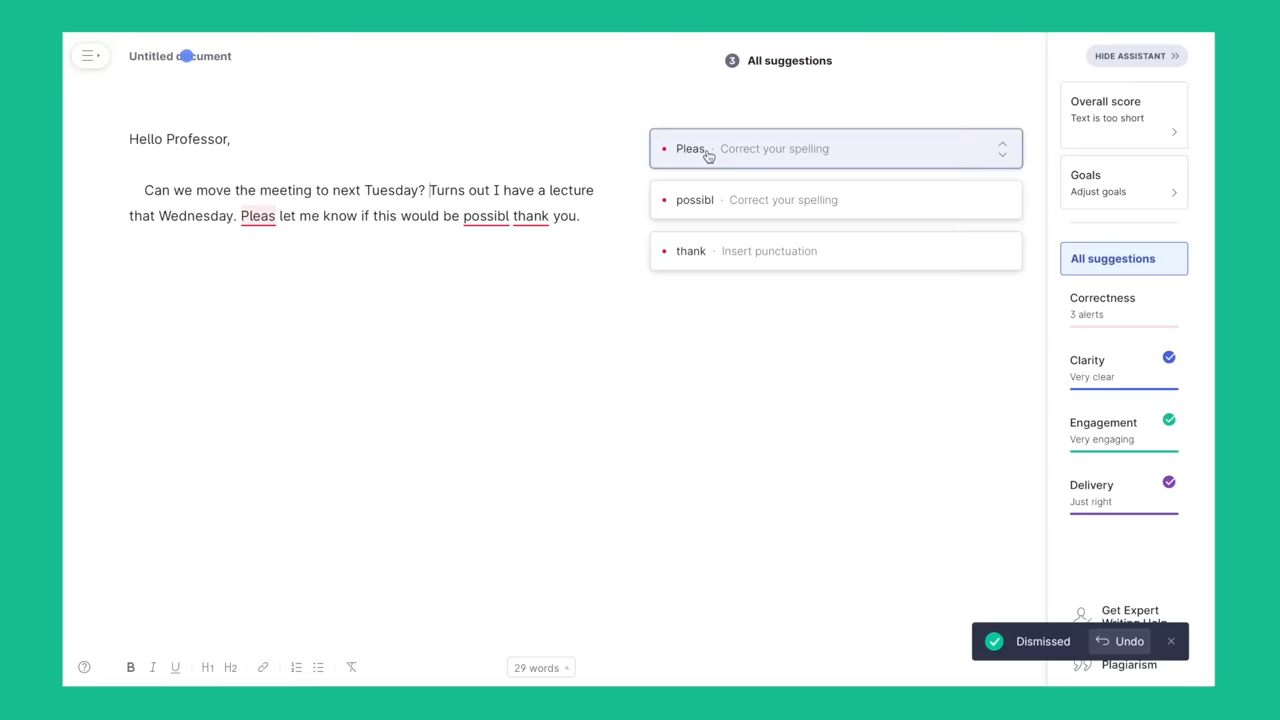 Untitled document
3 All suggestions
HIDE ASSISTANT
Hello Professor,
Can we move the meeting to next Tuesday? Turns out I have a lecture
that Wednesday. Pleas let me know if this would be possibl thank you.
Pleas · Correct your spelling
possibl · Correct your spelling
thank · Insert punctuation
Overall score
Text is too short
Goals
Adjust goals
All suggestions
Correctness
3 alerts
Clarity
Very clear
Engagement
Very engaging
Delivery
Just right
Get Expert
Writing Help
Dismissed Undo
Plagiarism
B I U H1 H2
29 words